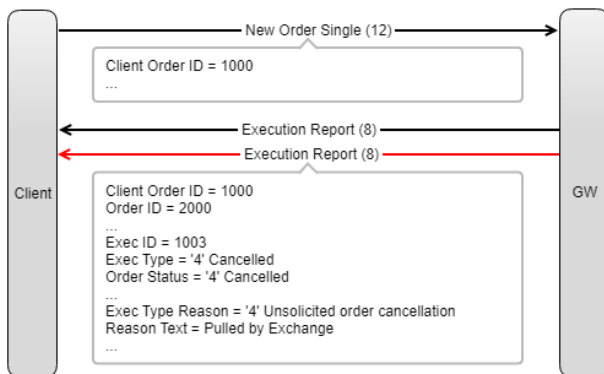 New Order Single (12)
Client Order ID = 1000
...
Execution Report (8)
Execution Report (8)
Client
GW
Client Order ID = 1000
Order ID = 2000
...
Exec ID = 1003
Exec Type = '4' Cancelled
Order Status = '4' Cancelled
...
Exec Type Reason = '4' Unsolicited order cancellation
Reason Text = Pulled by Exchange
...